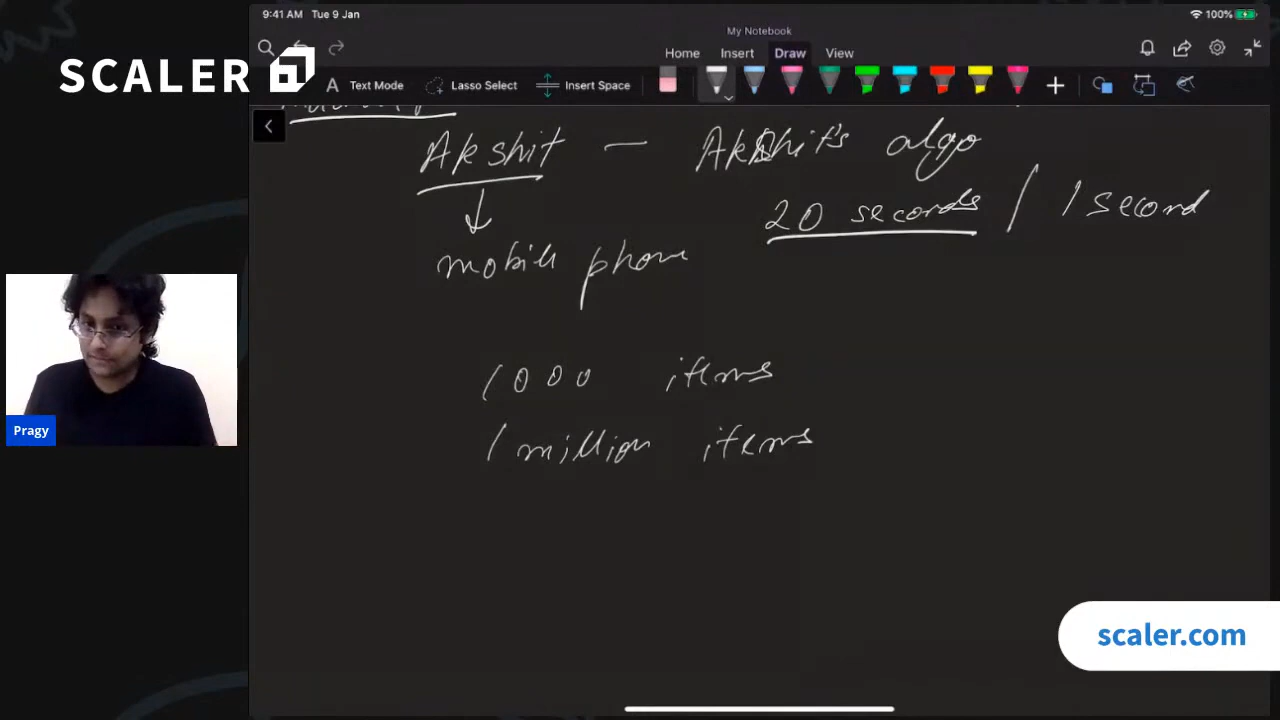 9:41 AM Tue 9 Jan
100%
My Notebook
SCALER
Home Insert Draw View
A Text Mode Lasso Select Insert Space
Akshit — Akshit's algo
20 seconds / 1 second
mobile phone
1000 items
1 million items
Pragy
scaler.com